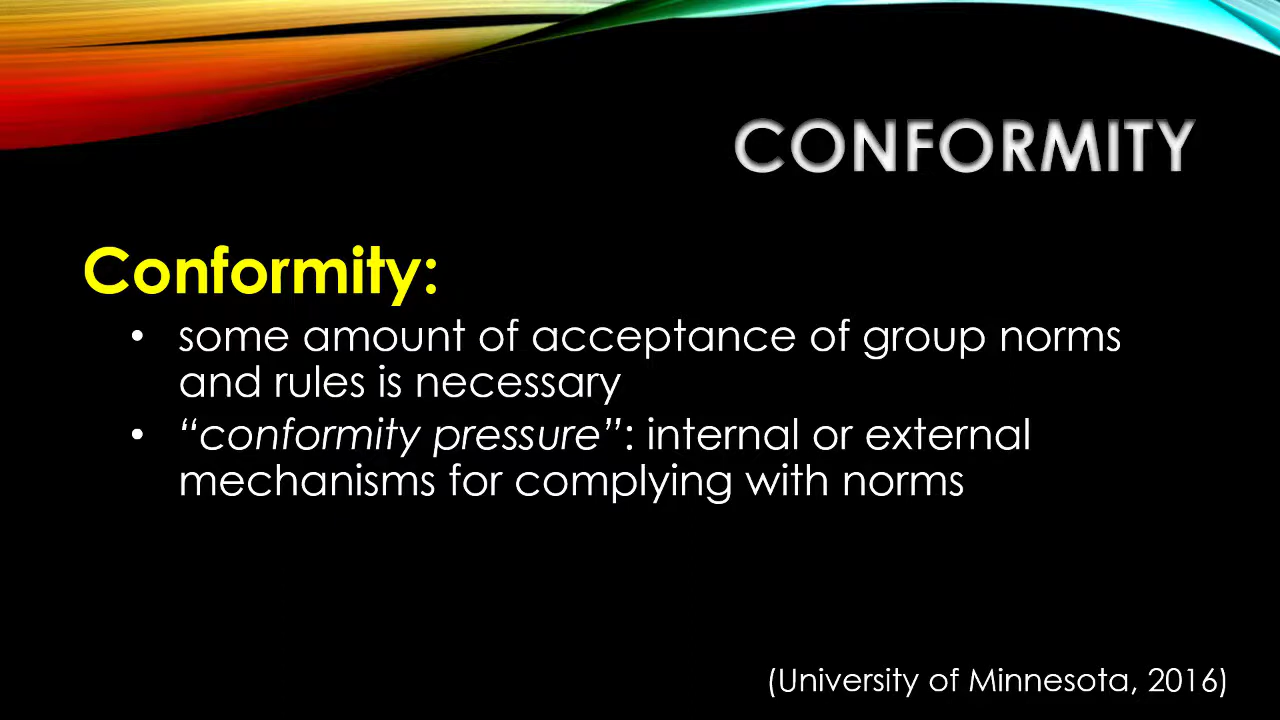 CONFORMITY
Conformity:
• some amount of acceptance of group norms
and rules is necessary
• “conformity pressure”: internal or external
mechanisms for complying with norms
(University of Minnesota, 2016)